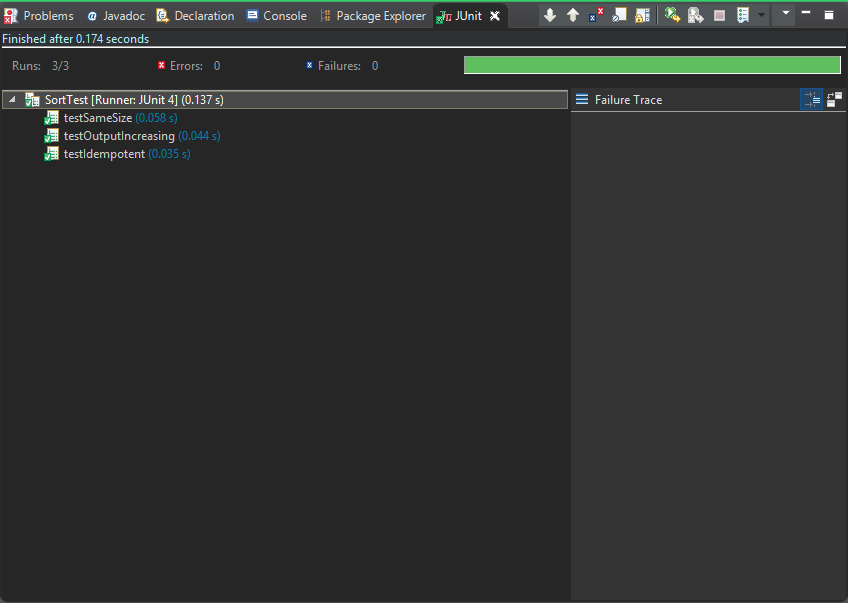 Problems Javadoc Declaration Console Package Explorer JUnit
Finished after 0.174 seconds
Runs: 3/3 Errors: 0 Failures: 0
SortTest [Runner: JUnit 4] (0.137 s)
Failure Trace
testSameSize (0.058 s)
testOutputIncreasing (0.044 s)
testIdempotent (0.035 s)